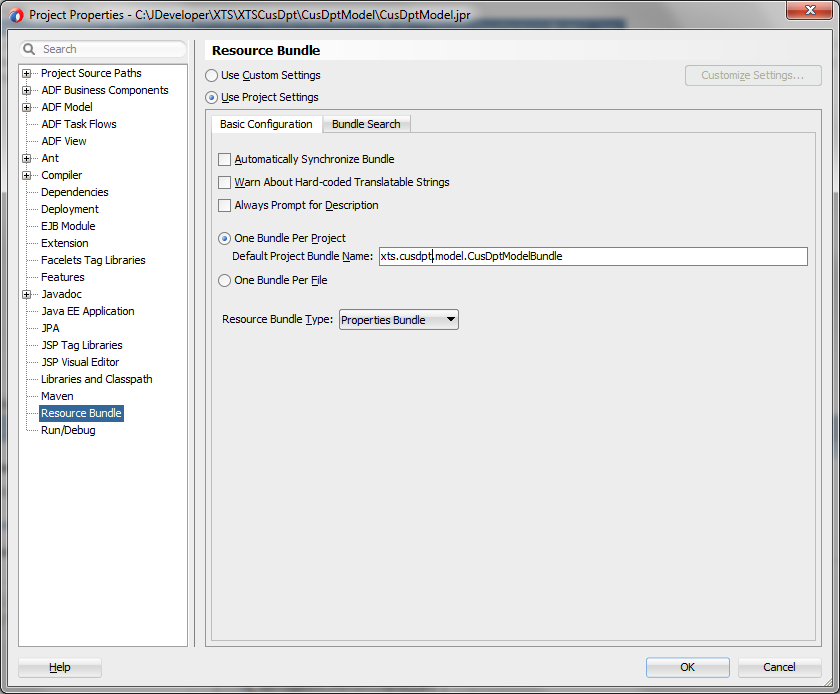 Project Properties - C:\JDeveloper\XTS\XTSCusDpt\CusDptModel\CusDptModel.jpr
Search
Project Source Paths
ADF Business Components
ADF Model
ADF Task Flows
ADF View
Ant
Compiler
Dependencies
Deployment
EJB Module
Extension
Facelets Tag Libraries
Features
Javadoc
Java EE Application
JPA
JSP Tag Libraries
JSP Visual Editor
Libraries and Classpath
Maven
Resource Bundle
Run/Debug
Resource Bundle
Use Custom Settings
Customize Settings...
Use Project Settings
Basic Configuration
Bundle Search
Automatically Synchronize Bundle
Warn About Hard-coded Translatable Strings
Always Prompt for Description
One Bundle Per Project
Default Project Bundle Name: xts.cusdpt.model.CusDptModelBundle
One Bundle Per File
Resource Bundle Type: Properties Bundle
Help
OK
Cancel